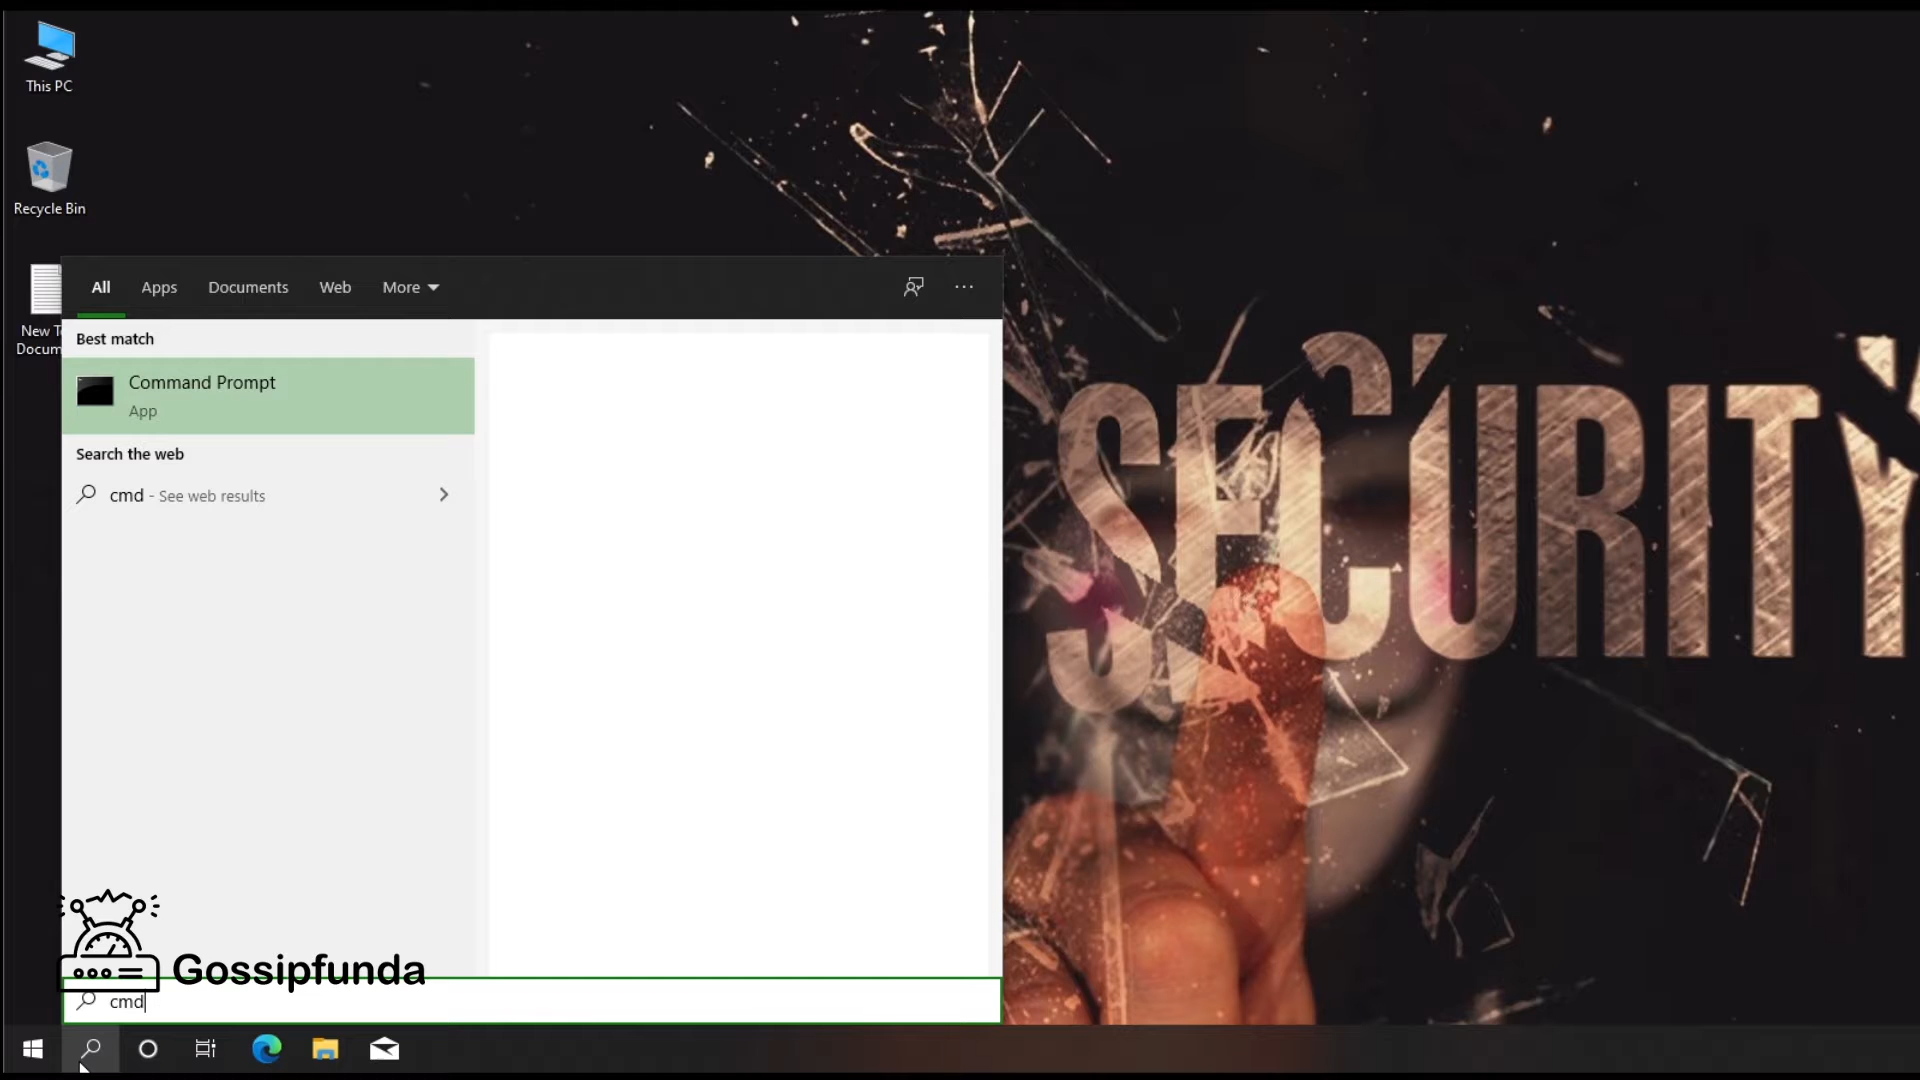 This PC
Recycle Bin
New T
Docum
All
Apps
Documents
Web
More
Best match
Command Prompt
App
Search the web
cmd - See web results
SECURITY
Gossipfunda
cmd